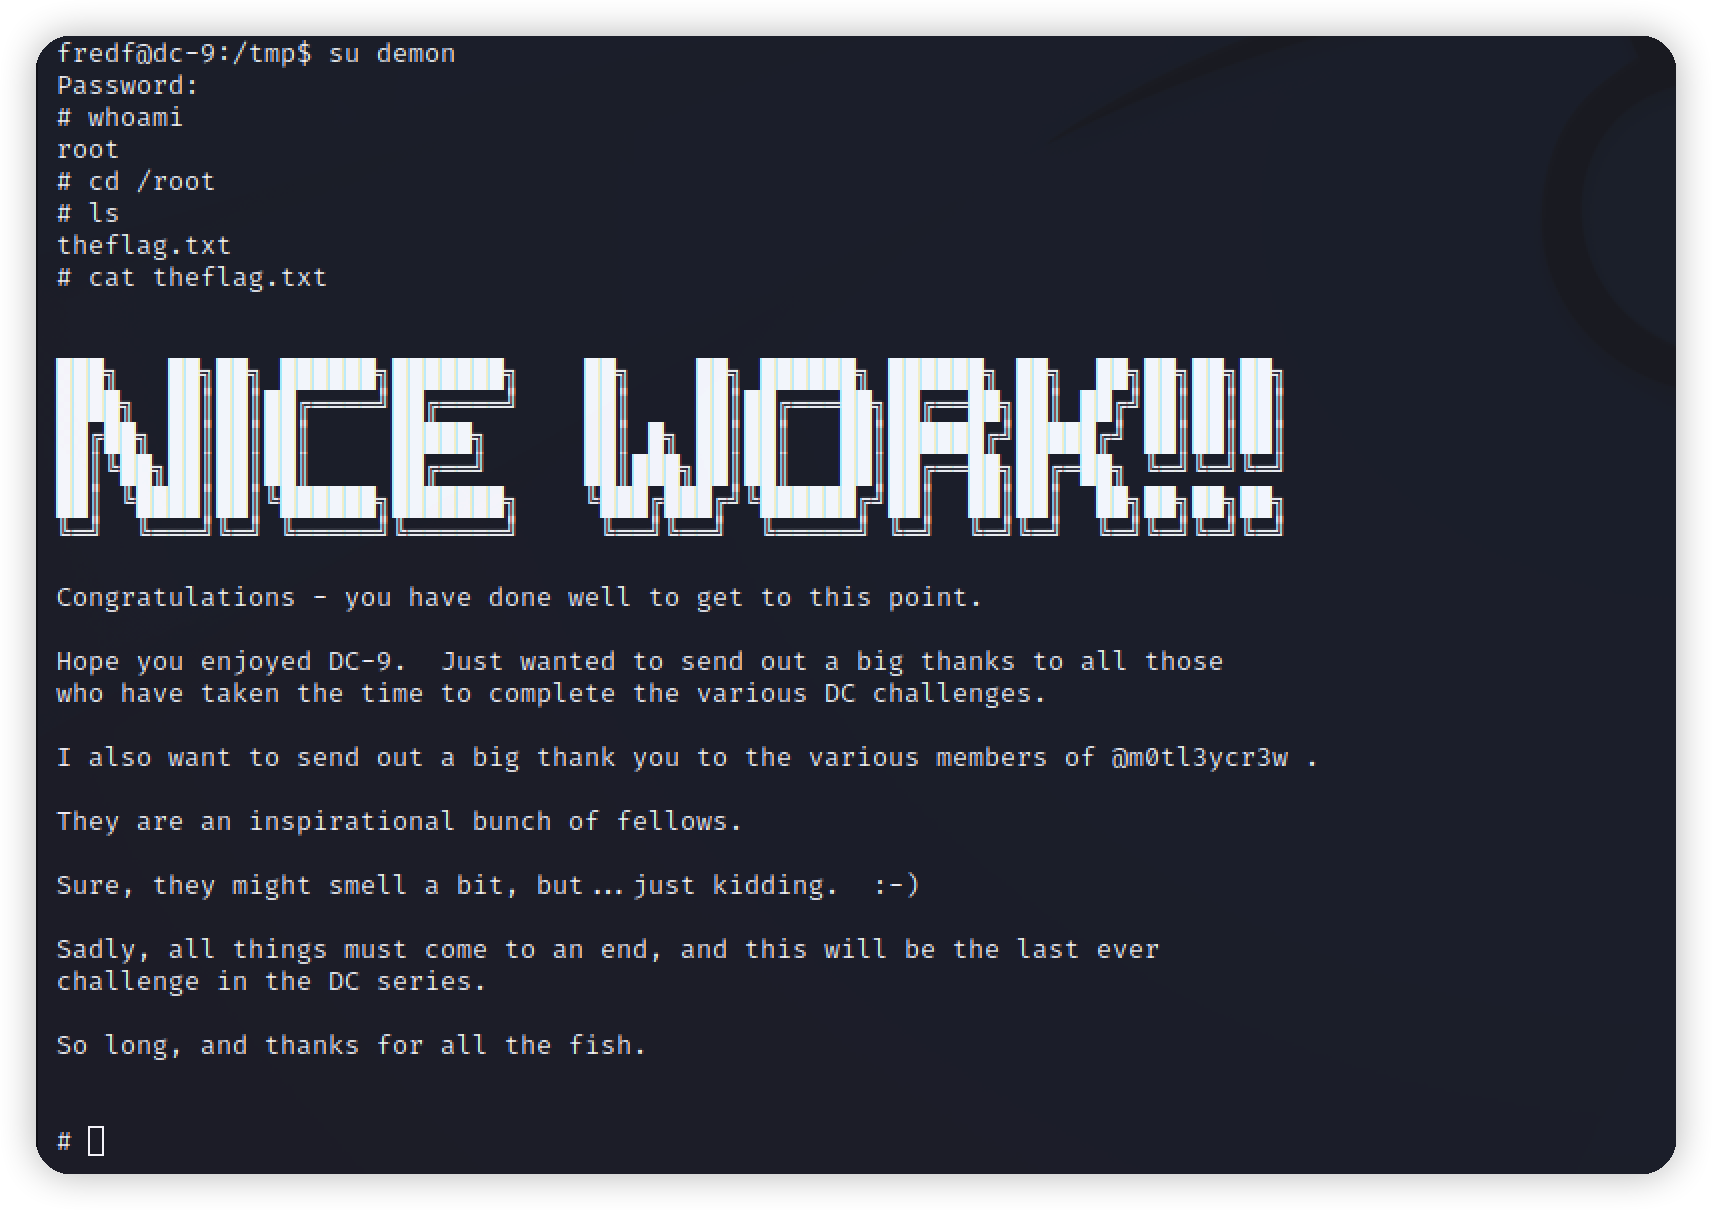 fredf@dc-9:/tmp$ su demon
Password:
# whoami
root
# cd /root
# ls
theflag.txt
# cat theflag.txt
NICE WORK!!!
Congratulations - you have done well to get to this point.
Hope you enjoyed DC-9.  Just wanted to send out a big thanks to all those
who have taken the time to complete the various DC challenges.
I also want to send out a big thank you to the various members of @m0tl3ycr3w .
They are an inspirational bunch of fellows.
Sure, they might smell a bit, but...just kidding.  :-)
Sadly, all things must come to an end, and this will be the last ever
challenge in the DC series.
So long, and thanks for all the fish.
#